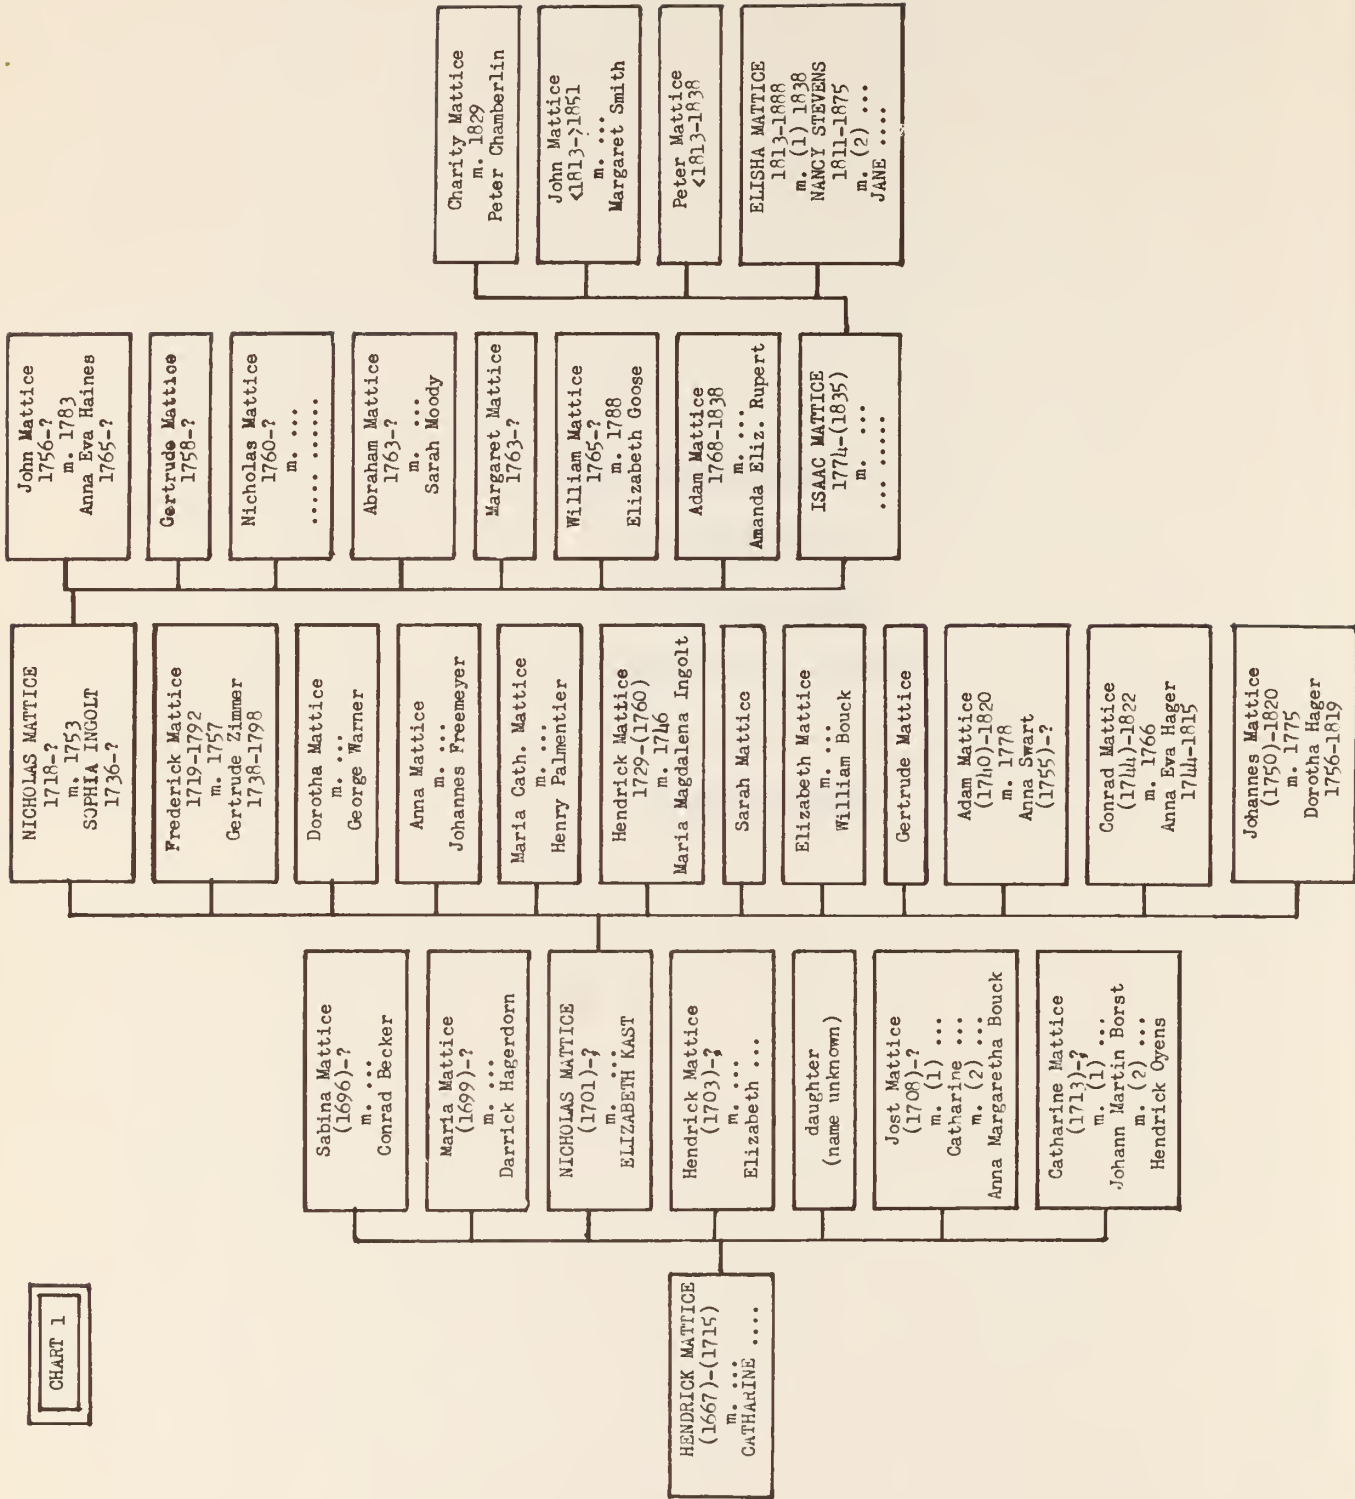 CHART 1
HENDRICK MATTICE
(1667)-(1715)
m. ...
CATHARINE ....
Sabina Mattice
(1696)-?
m. ...
Conrad Becker
Maria Mattice
(1699)-?
m. ...
Darrick Hagerdorn
NICHOLAS MATTICE
(1701)-?
m. ...
ELIZABETH KAST
Hendrick Mattice
(1703)-?
m. ...
Elizabeth ...
daughter
(name unknown)
Jost Mattice
(1708)-?
m. (1) ...
Catharine ...
m. (2) ...
Anna Margaretha Bouck
Catharine Mattice
(1713)-?
m. (1) ...
Johann Martin Borst
m. (2) ...
Hendrick Oyens
NICHOLAS MATTICE
1718-?
m. 1753
SOPHIA INGOLT
1736-?
Frederick Mattice
1719-1792
m. 1757
Gertrude Zimmer
1738-1798
Dorotha Mattice
m. ...
George Warner
Anna Mattice
m. ...
Johannes Freemeyer
Maria Cath. Mattice
m. ...
Henry Palmentier
Hendrick Mattice
1729-(1760)
m. 1746
Maria Magdalena Ingolt
Sarah Mattice
Elizabeth Mattice
m. ...
William Bouck
Gertrude Mattice
Adam Mattice
(1740)-1820
m. 1778
Anna Swart
(1755)-?
Conrad Mattice
(1744)-1822
m. 1766
Anna Eva Hager
1744-1815
Johannes Mattice
(1750)-1820
m. 1775
Dorotha Hager
1756-1819
John Mattice
1756-?
m. 1783
Anna Eva Haines
1765-?
Gertrude Mattice
1758-?
Nicholas Mattice
1760-?
m. ...
..... ......
Abraham Mattice
1763-?
m. ...
Sarah Moody
Margaret Mattice
1763-?
William Mattice
1765-?
m. 1788
Elizabeth Goose
Adam Mattice
1768-1838
m. ...
Amanda Eliz. Rupert
ISAAC MATTICE
1774-(1835)
m. ...
... .....
Charity Mattice
m. 1829
Peter Chamberlin
John Mattice
<1813->1851
m. ...
Margaret Smith
Peter Mattice
<1813-1838
ELISHA MATTICE
1813-1888
m. (1) 1838
NANCY STEVENS
1811-1875
m. (2) ...
JANE ....